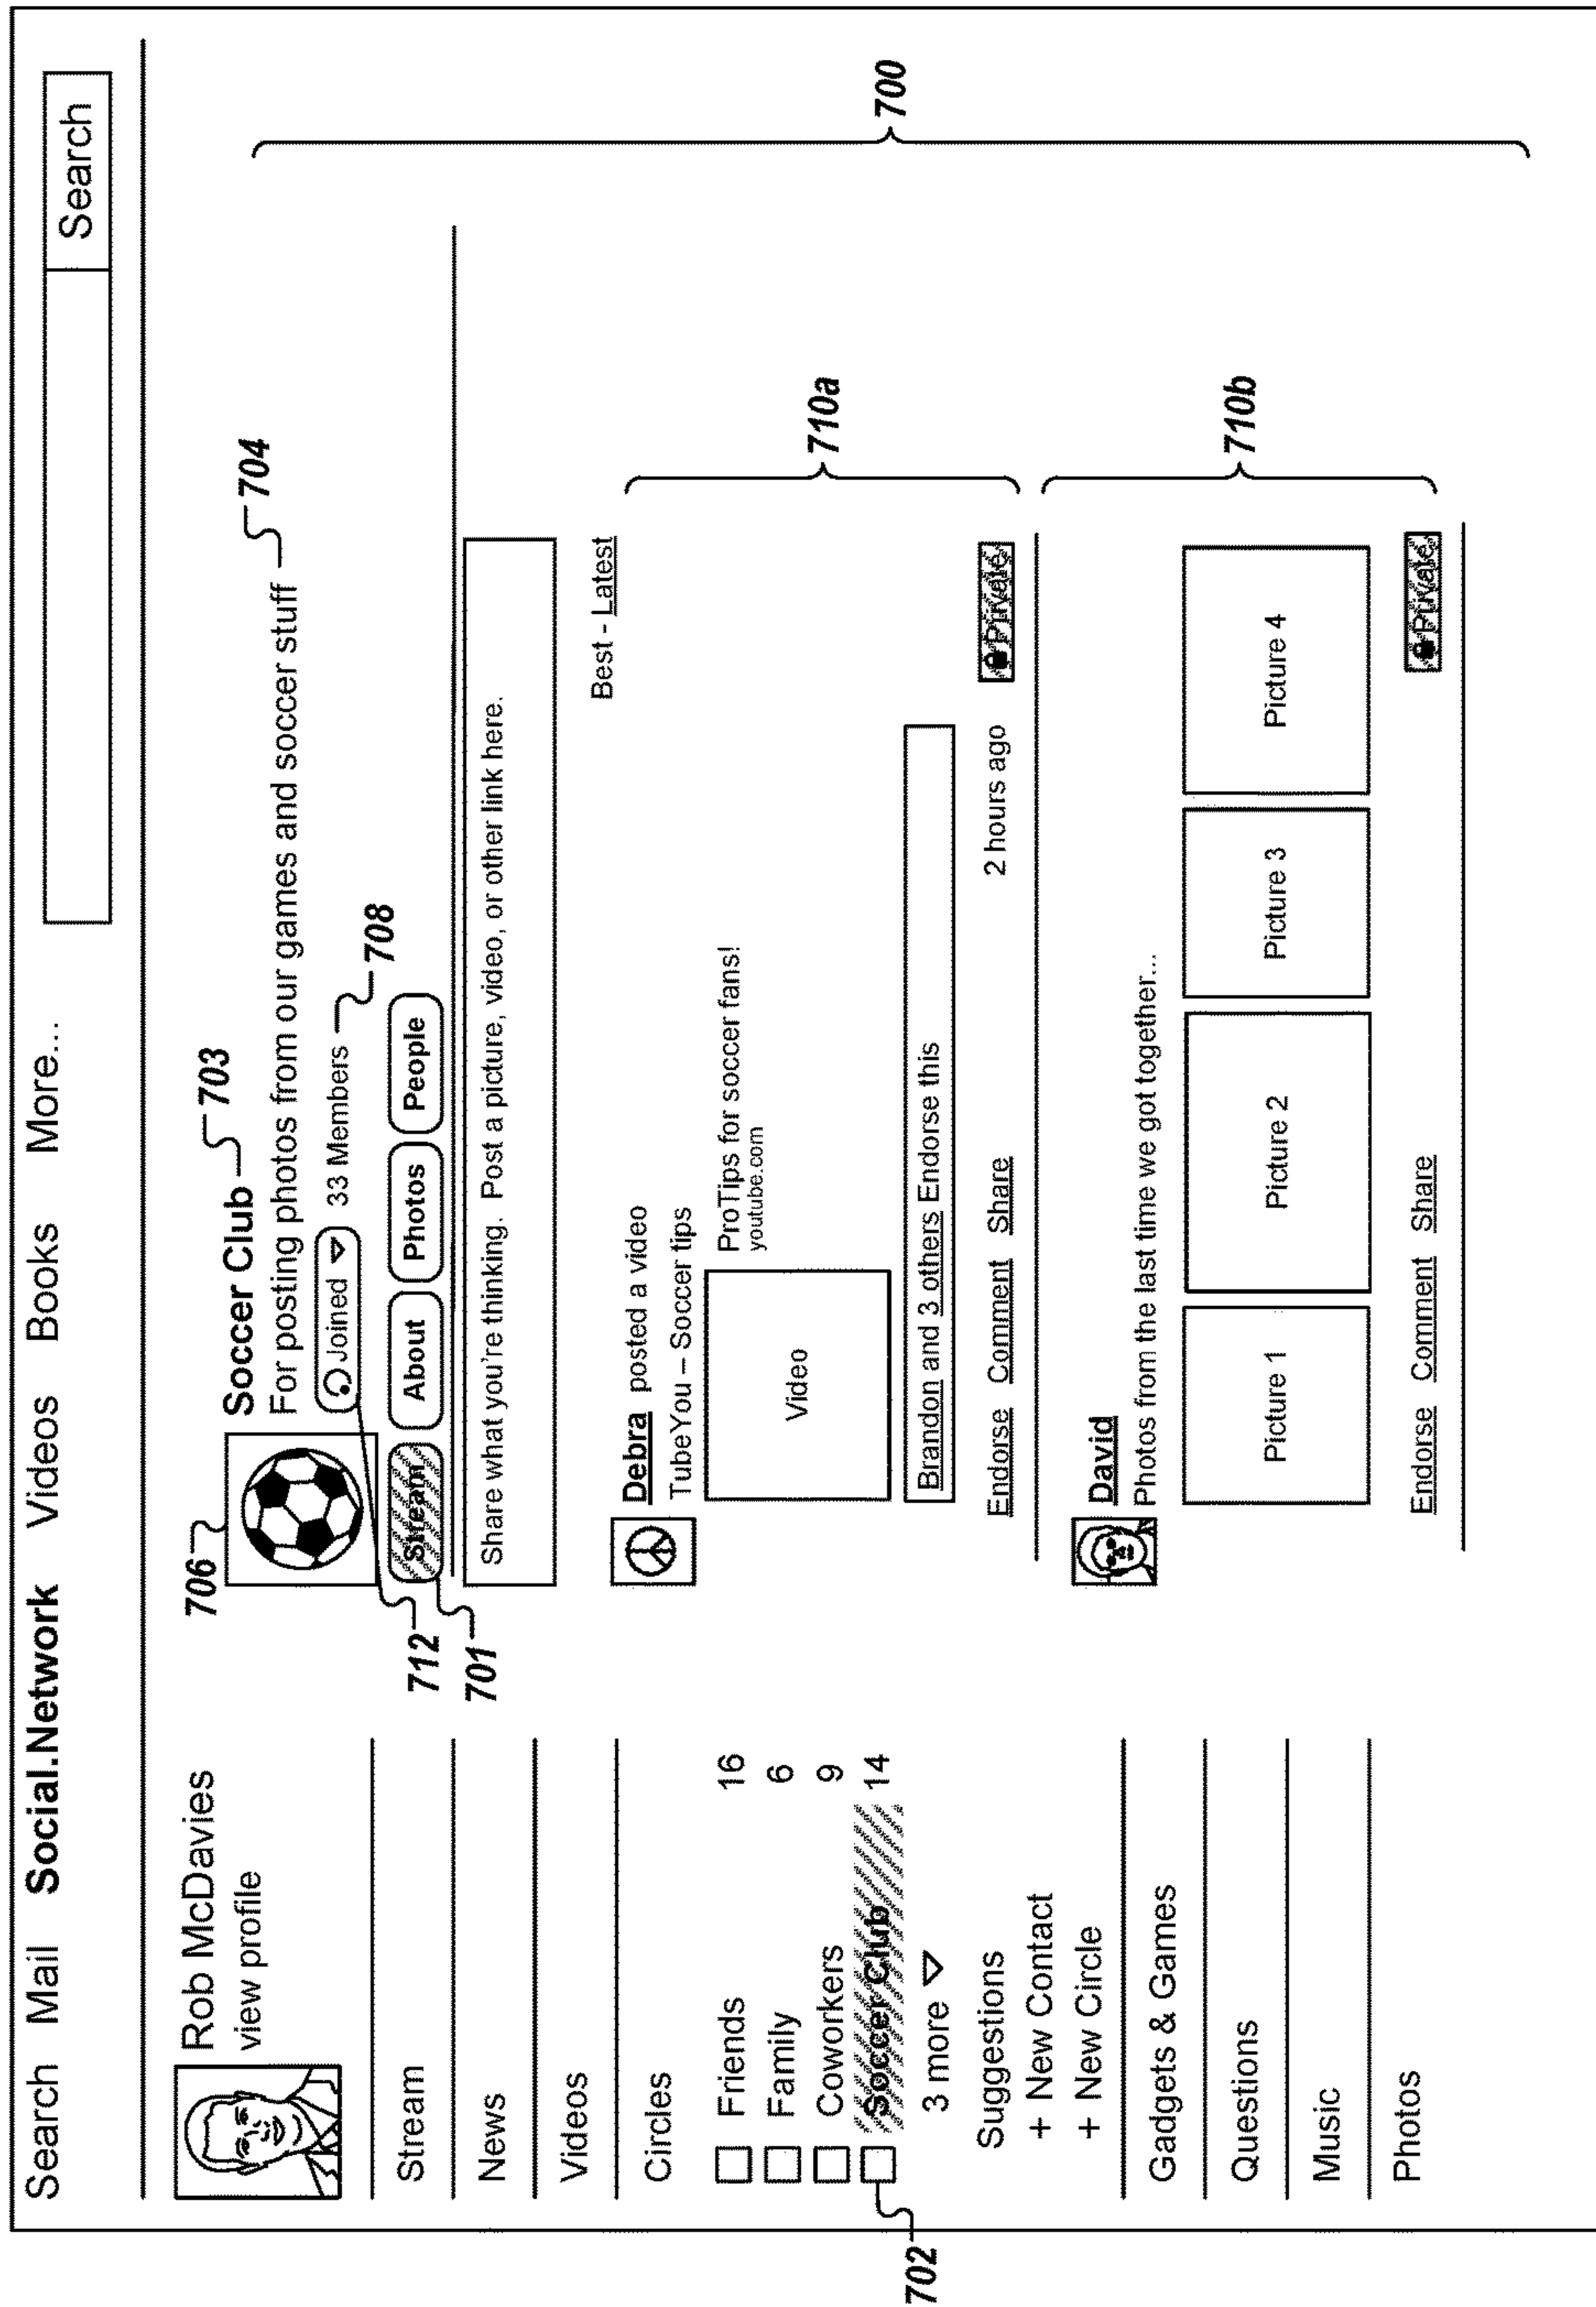 Search Mail Social.Network Videos Books More... Search
Rob McDavies
view profile
Stream
News
Videos
Circles
Friends 16
Family 6
Coworkers 9
Soccer Club 14
3 more
Suggestions
+ New Contact
+ New Circle
Gadgets & Games
Questions
Music
Photos
702
706
Soccer Club 703
For posting photos from our games and soccer stuff 704
Joined 33 Members 708
712
Stream About Photos People
701
Share what you're thinking. Post a picture, video, or other link here.
Best - Latest
Debra posted a video
TubeYou – Soccer tips
Video
ProTips for soccer fans!
youtube.com
Brandon and 3 others Endorse this
Endorse Comment Share 2 hours ago Private
710a
David
Photos from the last time we got together...
Picture 1 Picture 2 Picture 3 Picture 4
Endorse Comment Share Private
710b
700